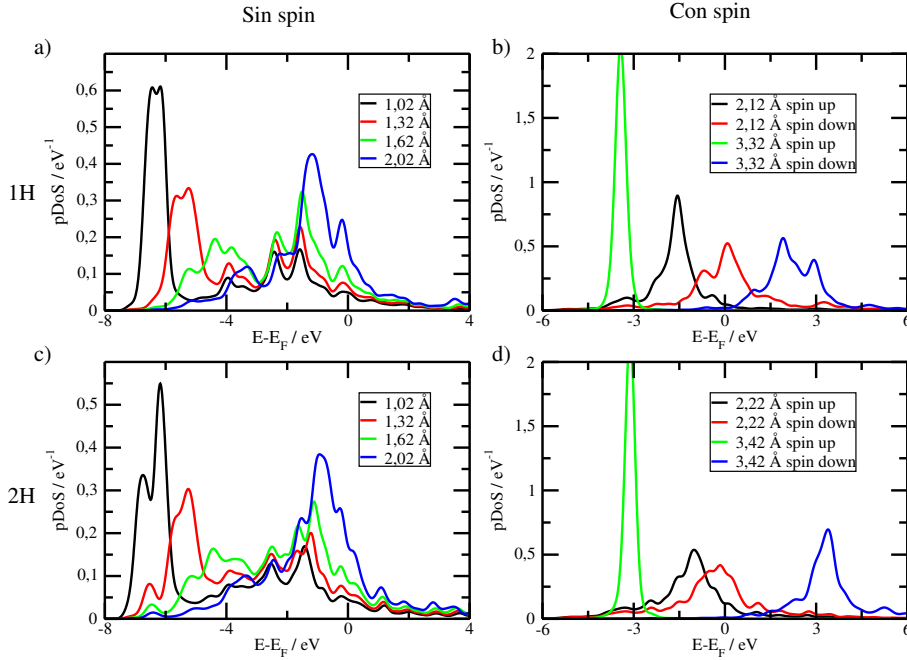 Sin spin
Con spin
a)
b)
1H
pDoS / eV⁻¹
0,6
0,5
0,4
0,3
0,2
0,1
0
-8
-4
0
4
E-E_F / eV
1,02 Å
1,32 Å
1,62 Å
2,02 Å
pDoS / eV⁻¹
2
1,5
1
0,5
0
-6
-3
0
3
6
E-E_F / eV
2,12 Å spin up
2,12 Å spin down
3,32 Å spin up
3,32 Å spin down
c)
d)
2H
pDoS / eV⁻¹
0,5
0,4
0,3
0,2
0,1
0
-8
-4
0
4
E-E_F / eV
1,02 Å
1,32 Å
1,62 Å
2,02 Å
pDoS / eV⁻¹
2
1,5
1
0,5
0
-6
-3
0
3
6
E-E_F / eV
2,22 Å spin up
2,22 Å spin down
3,42 Å spin up
3,42 Å spin down